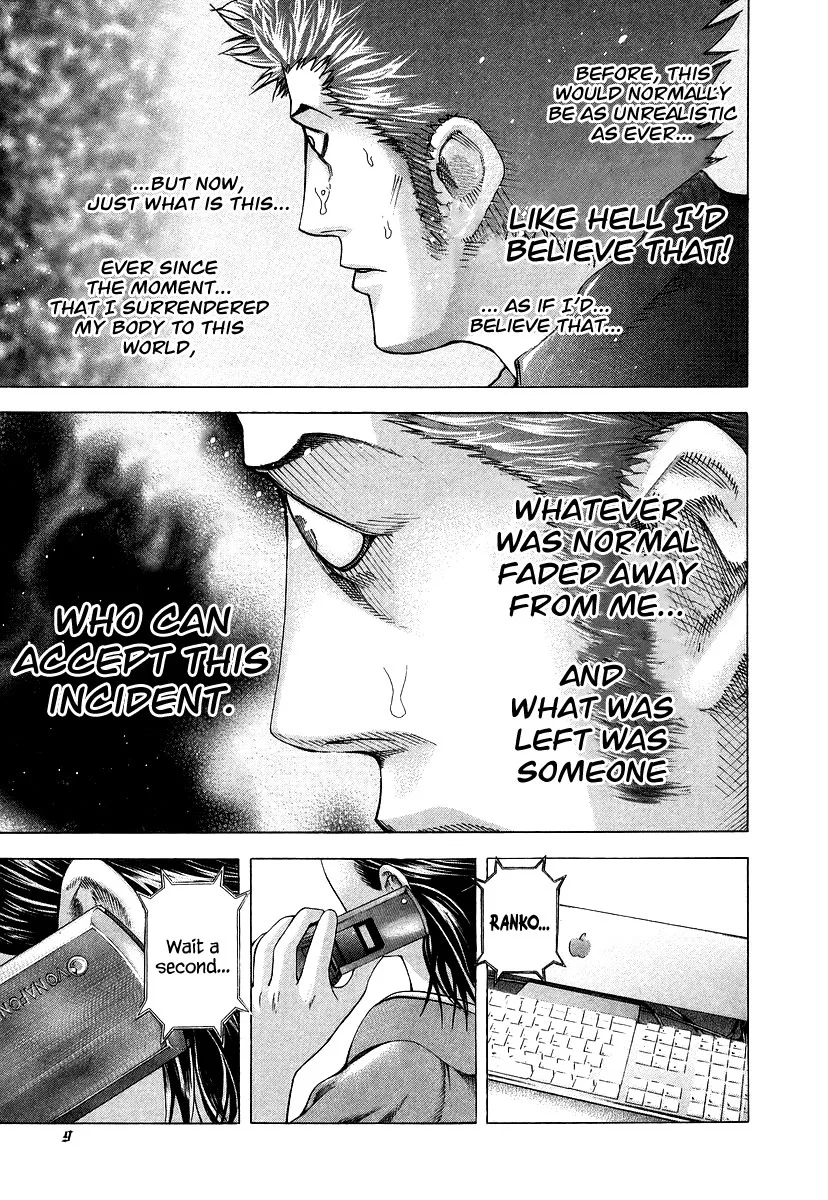 BEFORE, THIS
WOULD NORMALLY
BE AS UNREALISTIC
AS EVER...
LIKE HELL I'D
BELIEVE THAT!
... AS IF I'D...
BELIEVE THAT...
...BUT NOW,
JUST WHAT IS THIS...
EVER SINCE
THE MOMENT...
THAT I SURRENDERED
MY BODY TO THIS
WORLD,
WHATEVER
WAS NORMAL
FADED AWAY
FROM ME...
AND
WHAT WAS
LEFT WAS
SOMEONE
WHO CAN
ACCEPT THIS
INCIDENT.
RANKO...
Wait a
second...
VONAFON
9